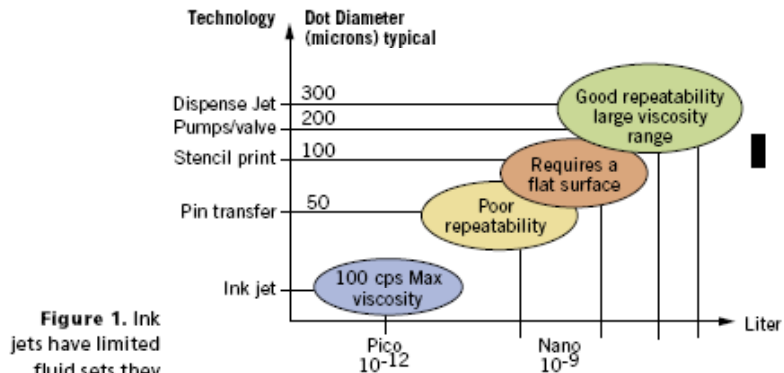 Technology
Dot Diameter
(microns) typical
Dispense Jet
300
Pumps/valve
200
Stencil print
100
Pin transfer
50
Ink jet
Good repeatability
large viscosity
range
Requires a
flat surface
Poor
repeatability
100 cps Max
viscosity
Liter
Pico
10-12
Nano
10-9
Figure 1. Ink
jets have limited
fluid sets they